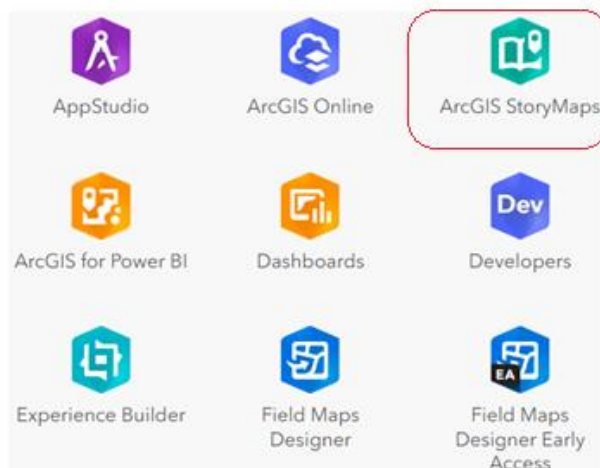 AppStudio
ArcGIS Online
ArcGIS StoryMaps
ArcGIS for Power BI
Dashboards
Dev
Developers
Experience Builder
Field Maps
Designer
EA
Field Maps
Designer Early
Access